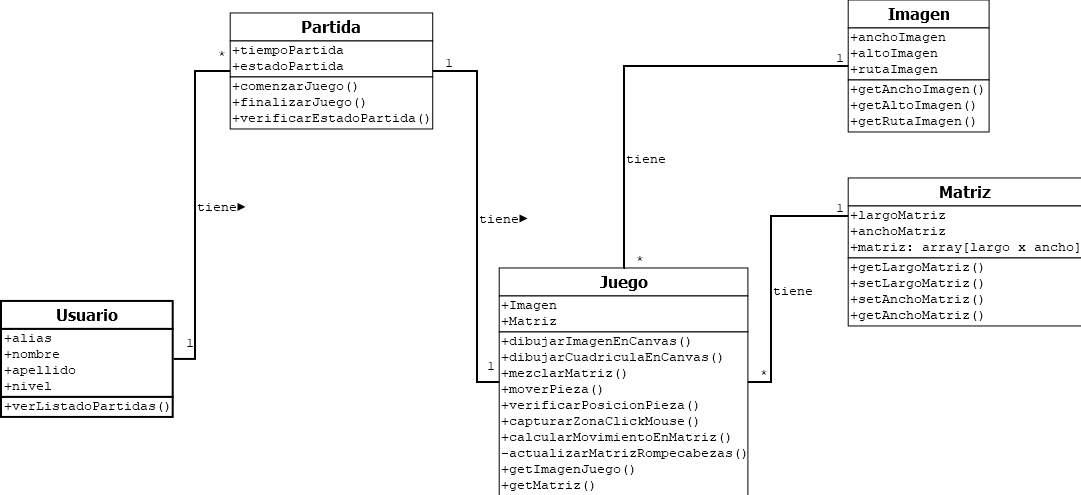 Partida
+tiempoPartida
+estadoPartida
+comenzarJuego()
+finalizarJuego()
+verificarEstadoPartida()
*
1
Imagen
+anchoImagen
+altoImagen
+rutaImagen
+getAnchoImagen()
+getAltoImagen()
+getRutaImagen()
1
tiene
*
tiene►
tiene►
Matriz
+largoMatriz
+anchoMatriz
+matriz: array[largo x ancho]
+getLargoMatriz()
+setLargoMatriz()
+setAnchoMatriz()
+getAnchoMatriz()
1
tiene
*
Usuario
+alias
+nombre
+apellido
+nivel
+verListadoPartidas()
1
1
Juego
+Imagen
+Matriz
+dibujarImagenEnCanvas()
+dibujarCuadriculaEnCanvas()
+mezclarMatriz()
+moverPieza()
+verificarPosicionPieza()
+capturarZonaClickMouse()
+calcularMovimientoEnMatriz()
-actualizarMatrizRompecabezas()
+getImagenJuego()
+getMatriz()